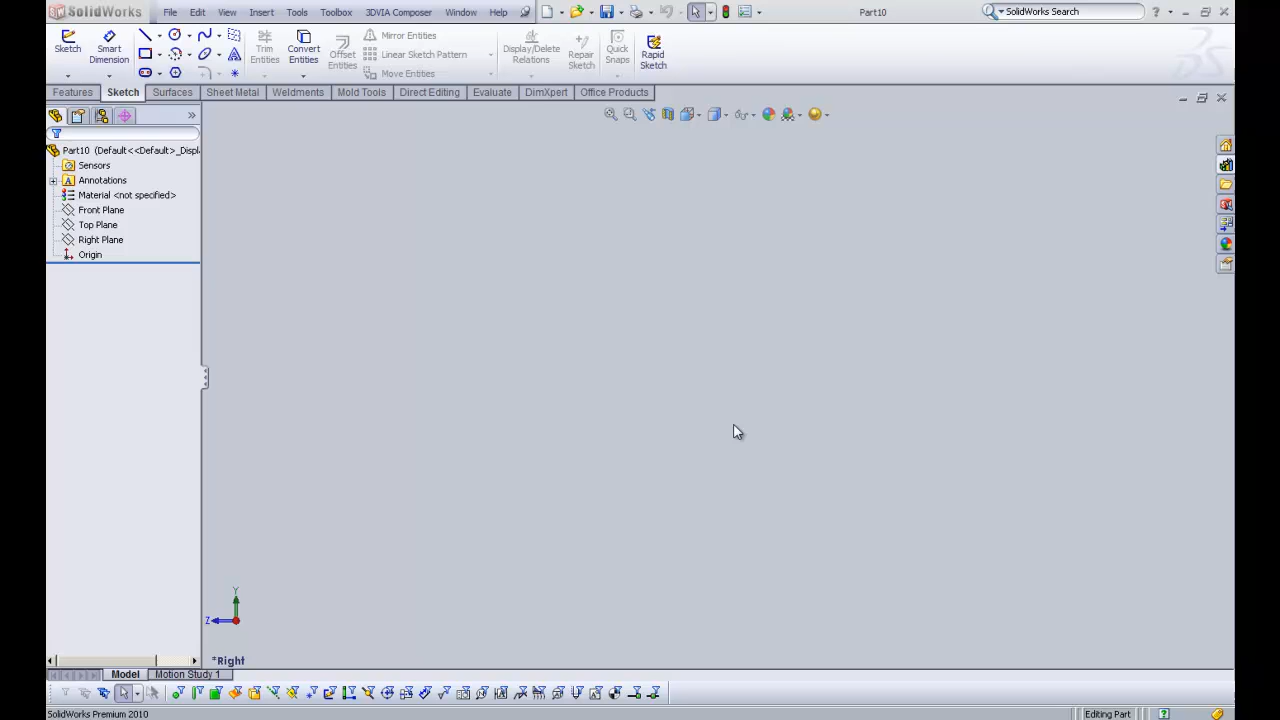 SolidWorks File Edit View Insert Tools Toolbox 3DVIA Composer Window Help Part10 SolidWorks Search ?
Sketch Smart Dimension Trim Entities Convert Entities Offset Entities Mirror Entities Linear Sketch Pattern Move Entities Display/Delete Relations Repair Sketch Quick Snaps Rapid Sketch
Features Sketch Surfaces Sheet Metal Weldments Mold Tools Direct Editing Evaluate DimXpert Office Products
Part10 (Default<<Default>_Displ
Sensors
Annotations
Material <not specified>
Front Plane
Top Plane
Right Plane
Origin
Y
Z
*Right
Model Motion Study 1
SolidWorks Premium 2010 Editing Part